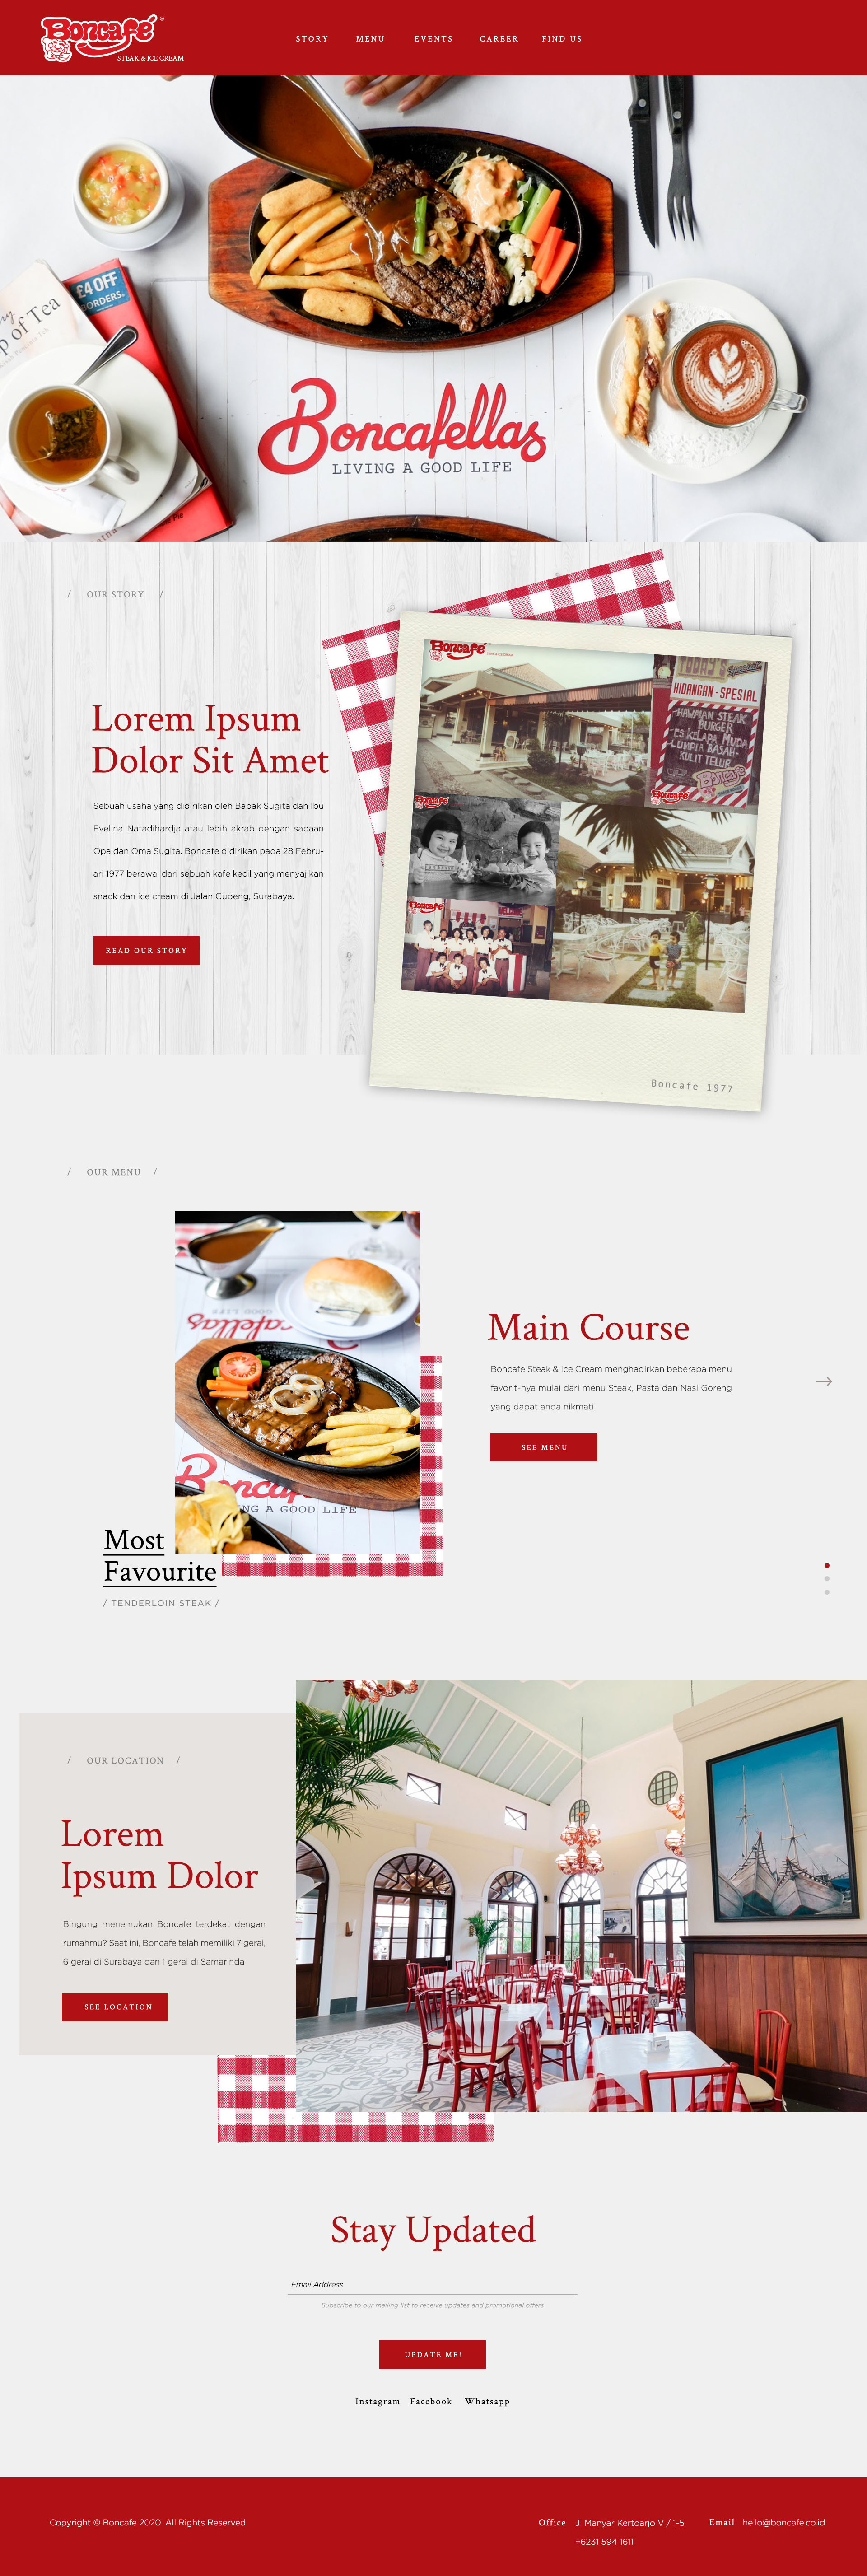 Boncafé®
STEAK & ICE CREAM
STORY MENU EVENTS CAREER FIND US
£4 OFF
ORDERS.
p of Tea
Boncafellas
LIVING A GOOD LIFE
/ OUR STORY /
Lorem Ipsum
Dolor Sit Amet
Sebuah usaha yang didirikan oleh Bapak Sugita dan Ibu
Evelina Natadihardja atau lebih akrab dengan sapaan
Opa dan Oma Sugita. Boncafe didirikan pada 28 Febru-
ari 1977 berawal dari sebuah kafe kecil yang menyajikan
snack dan ice cream di Jalan Gubeng, Surabaya.
READ OUR STORY
Boncafé
HIDANGAN-SPESIAL
HAWAIAN STEAK
BURGER
ES KELAPA MUDA
LUMPIA BASAH
KULIT TELUR
Boncafé
Boncafé
Boncafé
Boncafé
Boncafe 1977
/ OUR MENU /
Main Course
Boncafe Steak & Ice Cream menghadirkan beberapa menu
favorit-nya mulai dari menu Steak, Pasta dan Nasi Goreng
yang dapat anda nikmati.
SEE MENU
Boncafellas
NG A GOOD LIFE
Most
Favourite
/ TENDERLOIN STEAK /
/ OUR LOCATION /
Lorem
Ipsum Dolor
Bingung menemukan Boncafe terdekat dengan
rumahmu? Saat ini, Boncafe telah memiliki 7 gerai,
6 gerai di Surabaya dan 1 gerai di Samarinda
SEE LOCATION
Stay Updated
Email Address
Subscribe to our mailing list to receive updates and promotional offers
UPDATE ME!
Instagram Facebook Whatsapp
Copyright © Boncafe 2020. All Rights Reserved
Office Jl Manyar Kertoarjo V / 1-5
+6231 594 1611
Email hello@boncafe.co.id